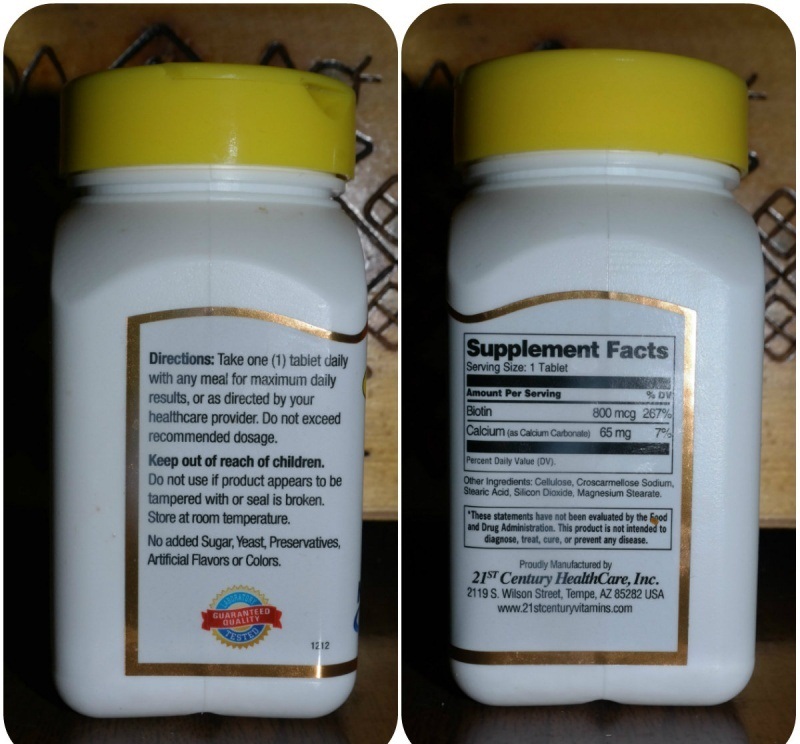 Directions: Take one (1) tablet daily
with any meal for maximum daily
results, or as directed by your
healthcare provider. Do not exceed
recommended dosage.
Keep out of reach of children.
Do not use if product appears to be
tampered with or seal is broken.
Store at room temperature.
No added Sugar, Yeast, Preservatives,
Artificial Flavors or Colors.
LABORATORY
GUARANTEED
QUALITY
TESTED
1212
Supplement Facts
Serving Size: 1 Tablet
Amount Per Serving % DV
Biotin 800 mcg 267%
Calcium (as Calcium Carbonate) 65 mg 7%
Percent Daily Value (DV).
Other Ingredients: Cellulose, Croscarmellose Sodium,
Stearic Acid, Silicon Dioxide, Magnesium Stearate.
*These statements have not been evaluated by the Food
and Drug Administration. This product is not intended to
diagnose, treat, cure, or prevent any disease.
Proudly Manufactured by
21ST Century HealthCare, Inc.
2119 S. Wilson Street, Tempe, AZ 85282 USA
www.21stcenturyvitamins.com